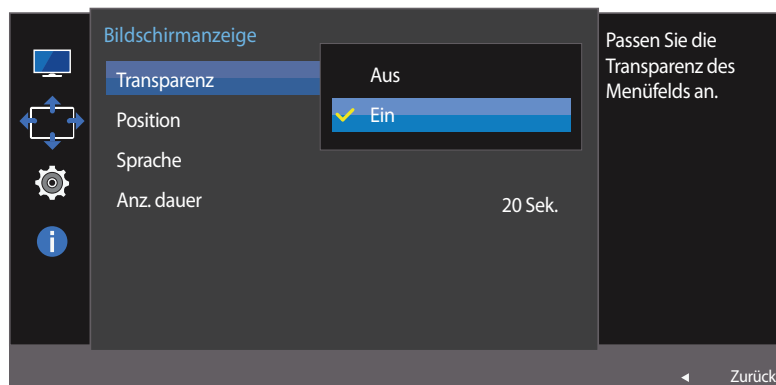 Bildschirmanzeige
Transparenz
Aus
Ein
Position
Sprache
Anz. dauer
20 Sek.
Passen Sie die
Transparenz des
Menüfelds an.
Zurück